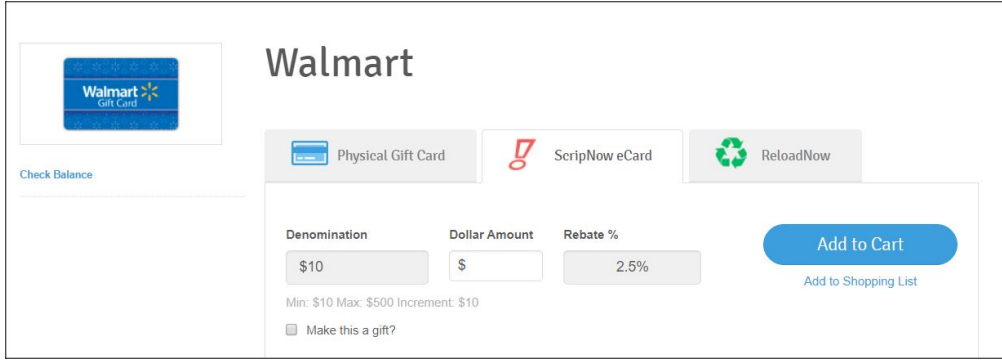 Walmart
Walmart
Gift Card
Check Balance
Physical Gift Card
ScripNow eCard
ReloadNow
Denomination
Dollar Amount
Rebate %
$10
$
2.5%
Add to Cart
Add to Shopping List
Min: $10 Max: $500 Increment: $10
Make this a gift?